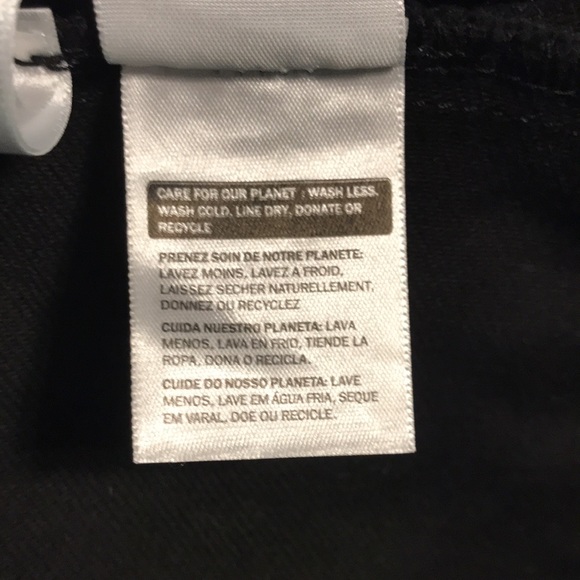 CARE FOR OUR PLANET : WASH LESS,
WASH COLD, LINE DRY, DONATE OR
RECYCLE
PRENEZ SOIN DE NOTRE PLANETE:
LAVEZ MOINS, LAVEZ A FROID,
LAISSEZ SECHER NATURELLEMENT,
DONNEZ OU RECYCLEZ
CUIDA NUESTRO PLANETA: LAVA
MENOS, LAVA EN FRIO, TIENDE LA
ROPA, DONA O RECICLA.
CUIDE DO NOSSO PLANETA: LAVE
MENOS, LAVE EM ÁGUA FRIA, SEQUE
EM VARAL, DOE OU RECICLE.